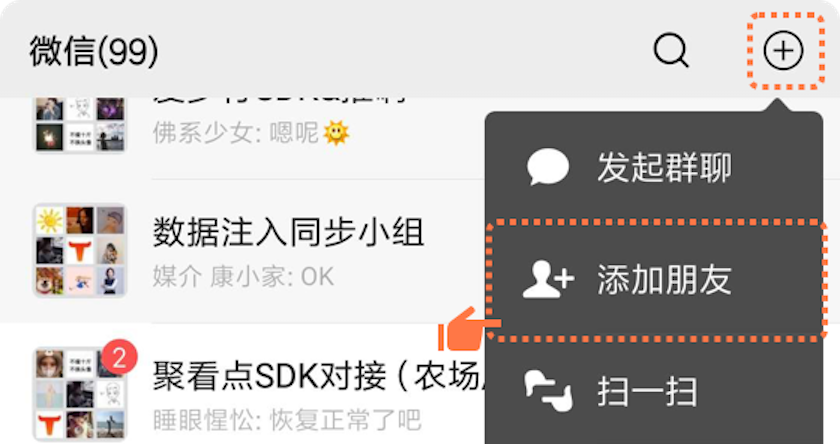 微信(99)
佛系少女: 嗯呢
发起群聊
数据注入同步小组
媒介 康小家: OK
添加朋友
2
聚看点SDK对接（农场
睡眼惺忪: 恢复正常了吧
扫一扫